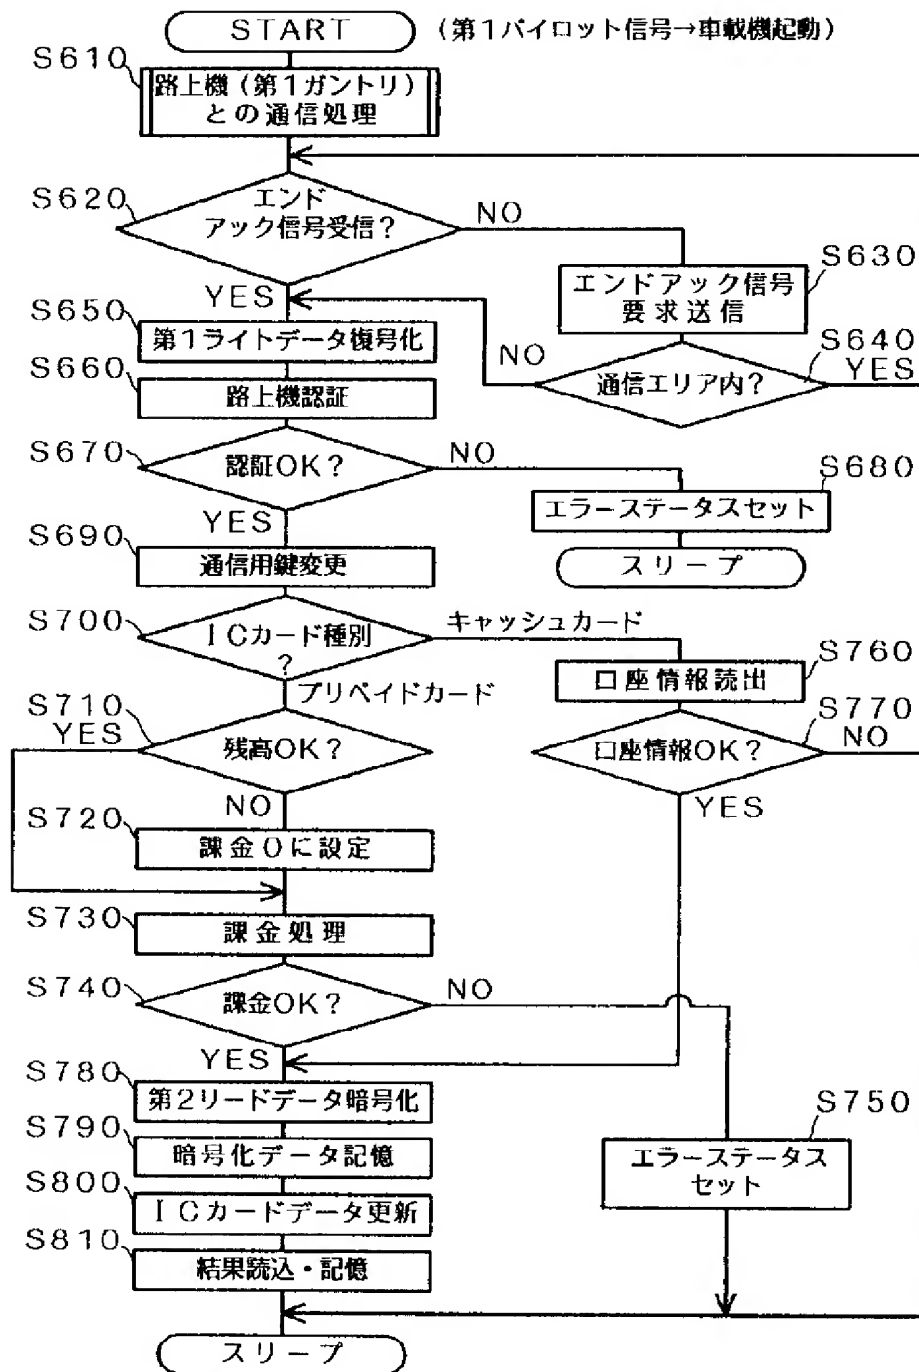 START
(第1パイロット信号→車載機起動)
S610
路上機(第1ガントリ)
との通信処理
S620
エンド
アック信号受信?
NO
YES
S630
エンドアック信号
要求送信
S640
通信エリア内?
NO
YES
S650
第1ライトデータ復号化
S660
路上機認証
S670
認証OK?
NO
YES
S680
エラーステータスセット
スリープ
S690
通信用鍵変更
S700
ICカード種別
?
キャッシュカード
プリペイドカード
S760
口座情報読出
S710
YES
残高OK?
NO
S770
口座情報OK?
NO
YES
S720
課金0に設定
S730
課金処理
S740
課金OK?
NO
YES
S780
第2リードデータ暗号化
S750
エラーステータス
セット
S790
暗号化データ記憶
S800
ICカードデータ更新
S810
結果読込・記憶
スリープ